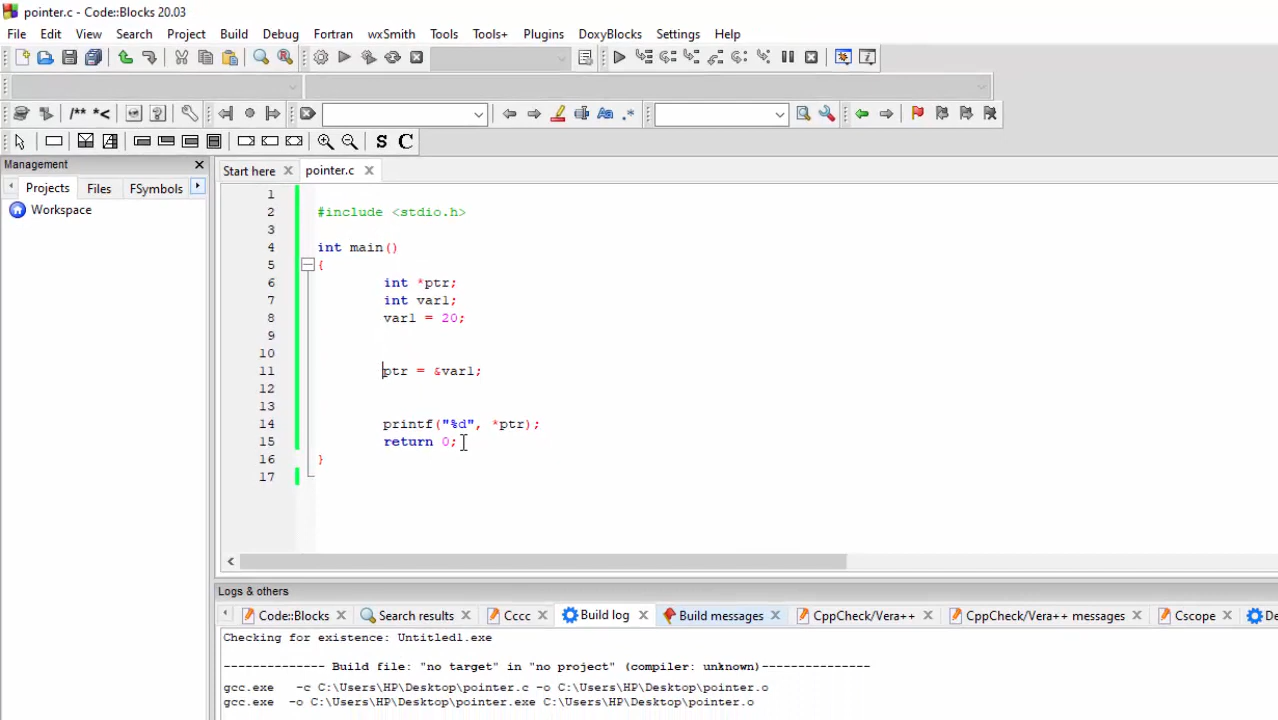 pointer.c - Code::Blocks 20.03
File Edit View Search Project Build Debug Fortran wxSmith Tools Tools+ Plugins DoxyBlocks Settings Help
/** *<
S C
Management
Projects Files FSymbols
Workspace
Start here pointer.c
1
2 #include <stdio.h>
3
4 int main()
5 {
6 int *ptr;
7 int var1;
8 var1 = 20;
9
10
11 ptr = &var1;
12
13
14 printf("%d", *ptr);
15 return 0;
16 }
17
Logs & others
Code::Blocks Search results Cccc Build log Build messages CppCheck/Vera++ CppCheck/Vera++ messages Cscope De
Checking for existence: Untitled1.exe
-------------- Build file: "no target" in "no project" (compiler: unknown)---------------
gcc.exe -c C:\Users\HP\Desktop\pointer.c -o C:\Users\HP\Desktop\pointer.o
gcc.exe -o C:\Users\HP\Desktop\pointer.exe C:\Users\HP\Desktop\pointer.o